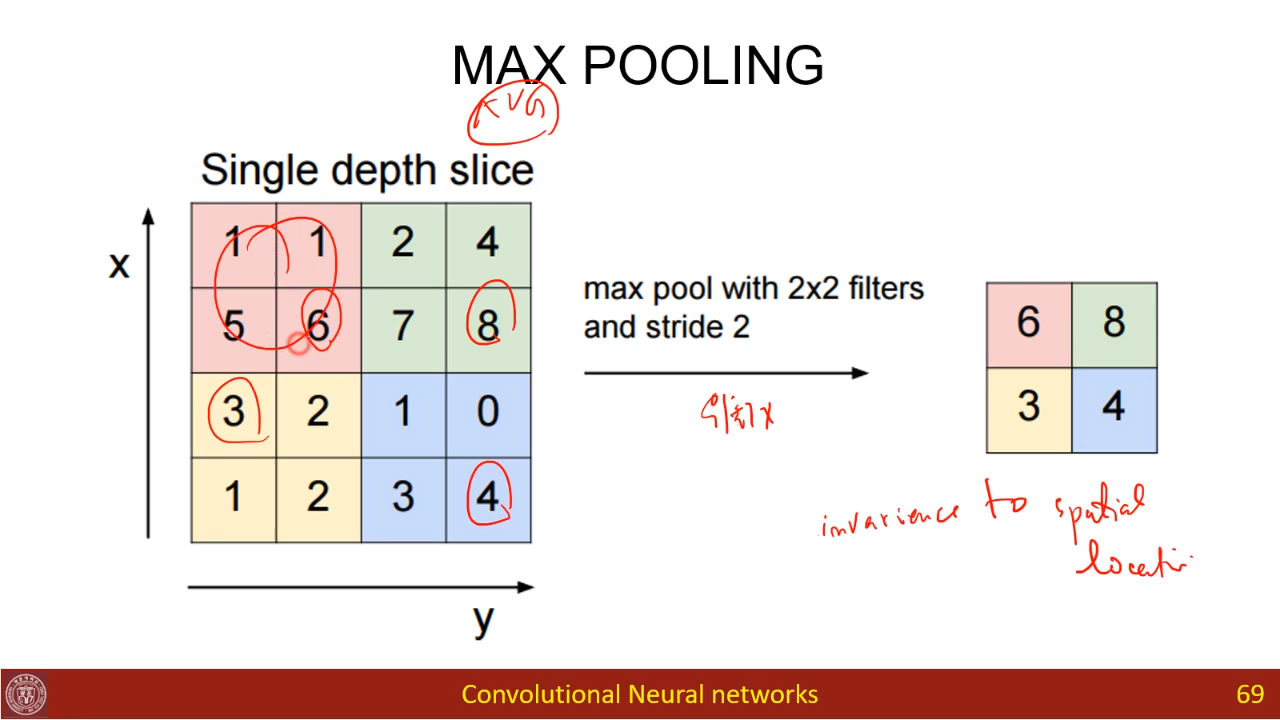 MAX POOLING
AVG
Single depth slice
x
1 1 2 4
5 6 7 8
3 2 1 0
1 2 3 4
y
max pool with 2x2 filters
and stride 2
6 8
3 4
invarience to spatial
locati
Convolutional Neural networks
69